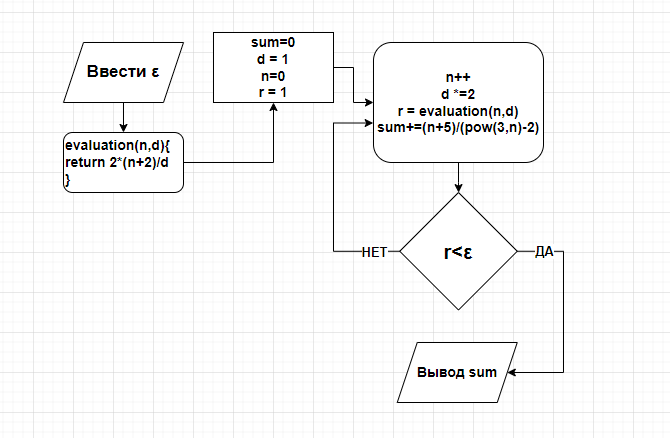 Ввести ε
evaluation(n,d){
return 2*(n+2)/d
}
sum=0
d = 1
n=0
r = 1
n++
d *=2
r = evaluation(n,d)
sum+=(n+5)/(pow(3,n)-2)
r<ε
НЕТ
ДА
Вывод sum